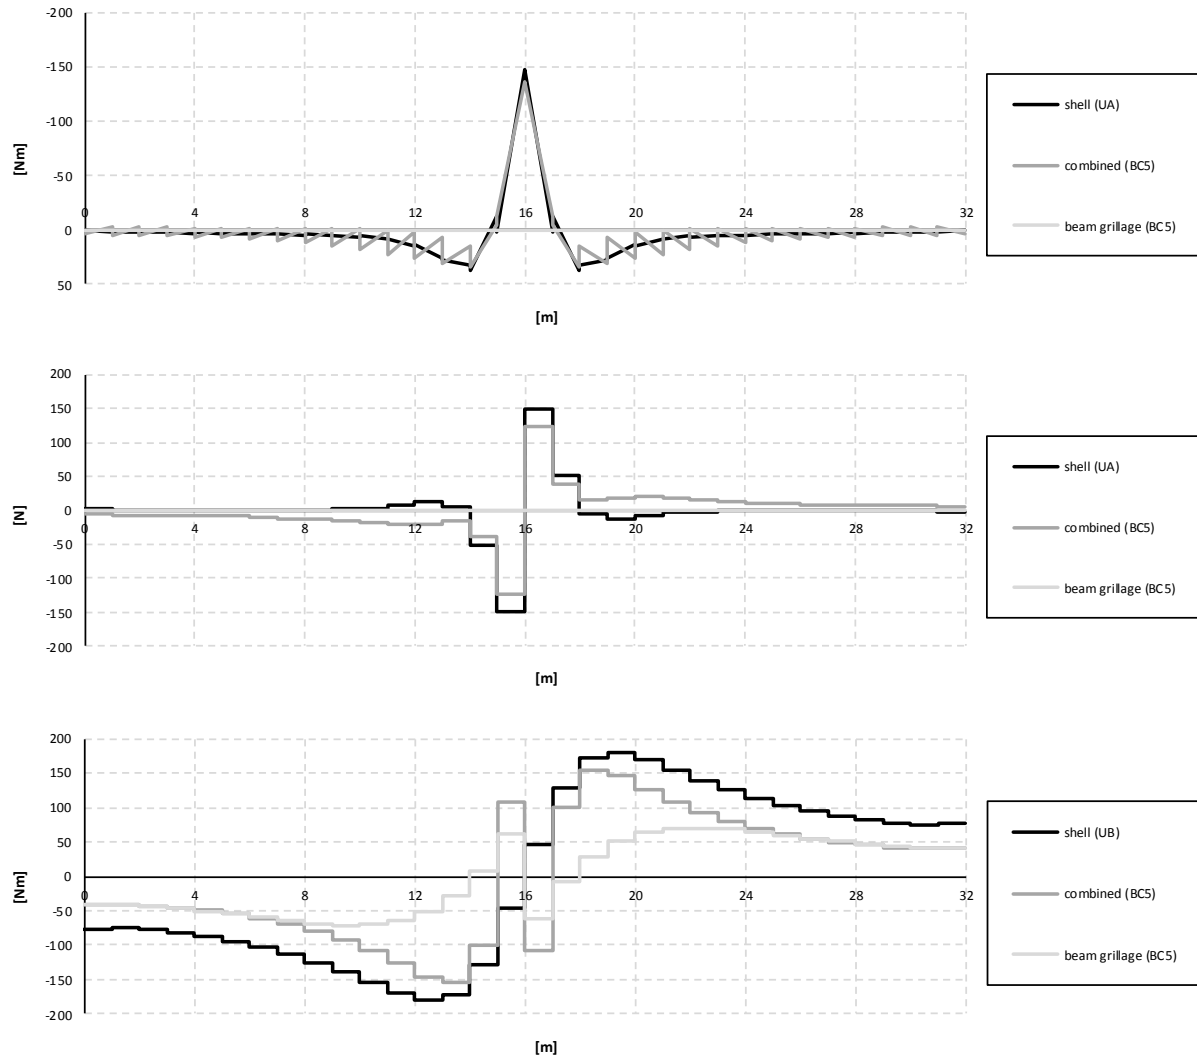 -200
-150
-100
-50
0
50
0 4 8 12 16 20 24 28 32
[Nm]
[m]
shell (UA)
combined (BC5)
beam grillage (BC5)
200
150
100
50
0
-50
-100
-150
-200
0 4 8 12 16 20 24 28 32
[N]
[m]
shell (UA)
combined (BC5)
beam grillage (BC5)
200
150
100
50
0
-50
-100
-150
-200
0 4 8 12 16 20 24 28 32
[Nm]
[m]
shell (UB)
combined (BC5)
beam grillage (BC5)